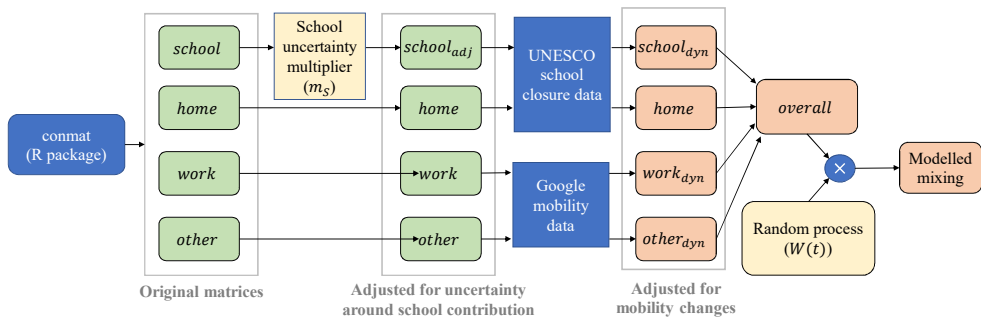 conmat
(R package)
school
home
work
other
Original matrices
School
uncertainty
multiplier
(m_S)
school_adj
home
work
other
Adjusted for uncertainty
around school contribution
UNESCO
school
closure data
Google
mobility
data
school_dyn
home
work_dyn
other_dyn
Adjusted for
mobility changes
overall
×
Random process
(W(t))
Modelled
mixing